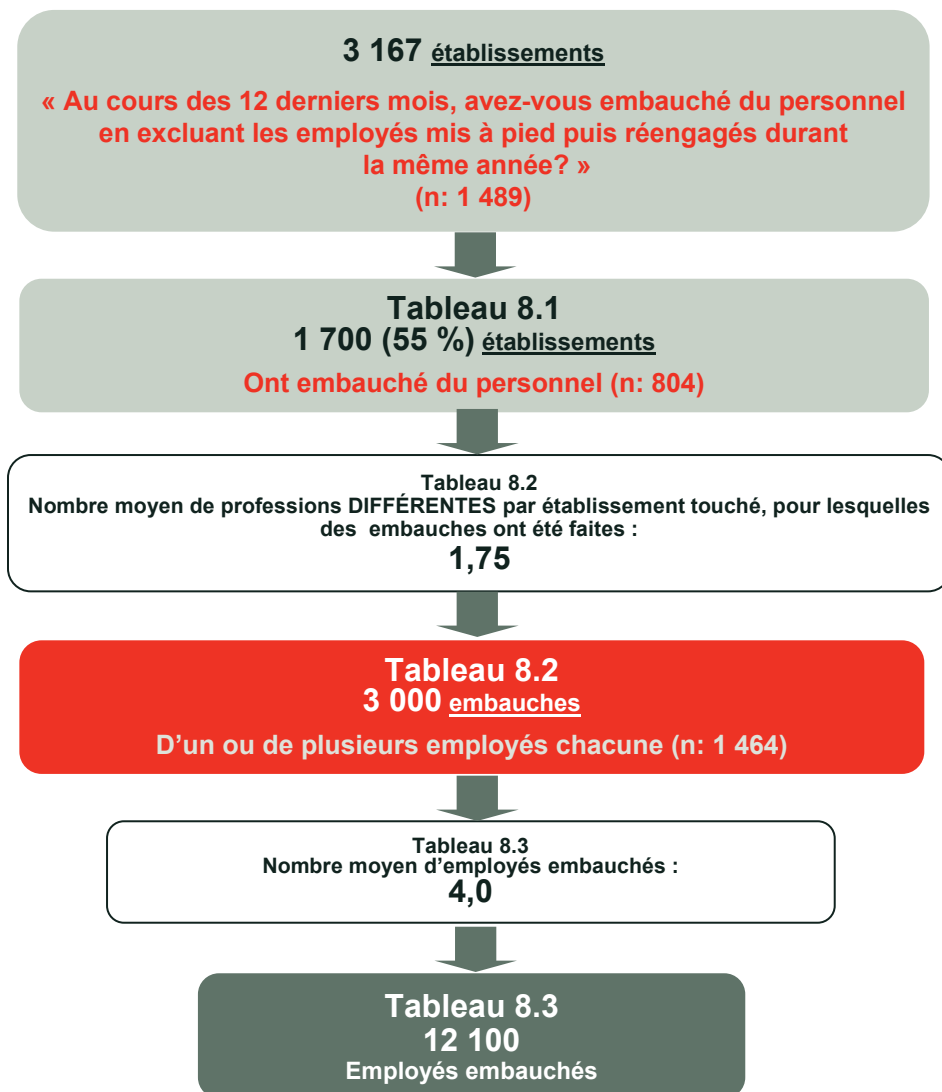 3 167 établissements
« Au cours des 12 derniers mois, avez-vous embauché du personnel
en excluant les employés mis à pied puis réengagés durant
la même année? »
(n: 1 489)
Tableau 8.1
1 700 (55 %) établissements
Ont embauché du personnel (n: 804)
Tableau 8.2
Nombre moyen de professions DIFFÉRENTES par établissement touché, pour lesquelles
des embauches ont été faites :
1,75
Tableau 8.2
3 000 embauches
D'un ou de plusieurs employés chacune (n: 1 464)
Tableau 8.3
Nombre moyen d'employés embauchés :
4,0
Tableau 8.3
12 100
Employés embauchés